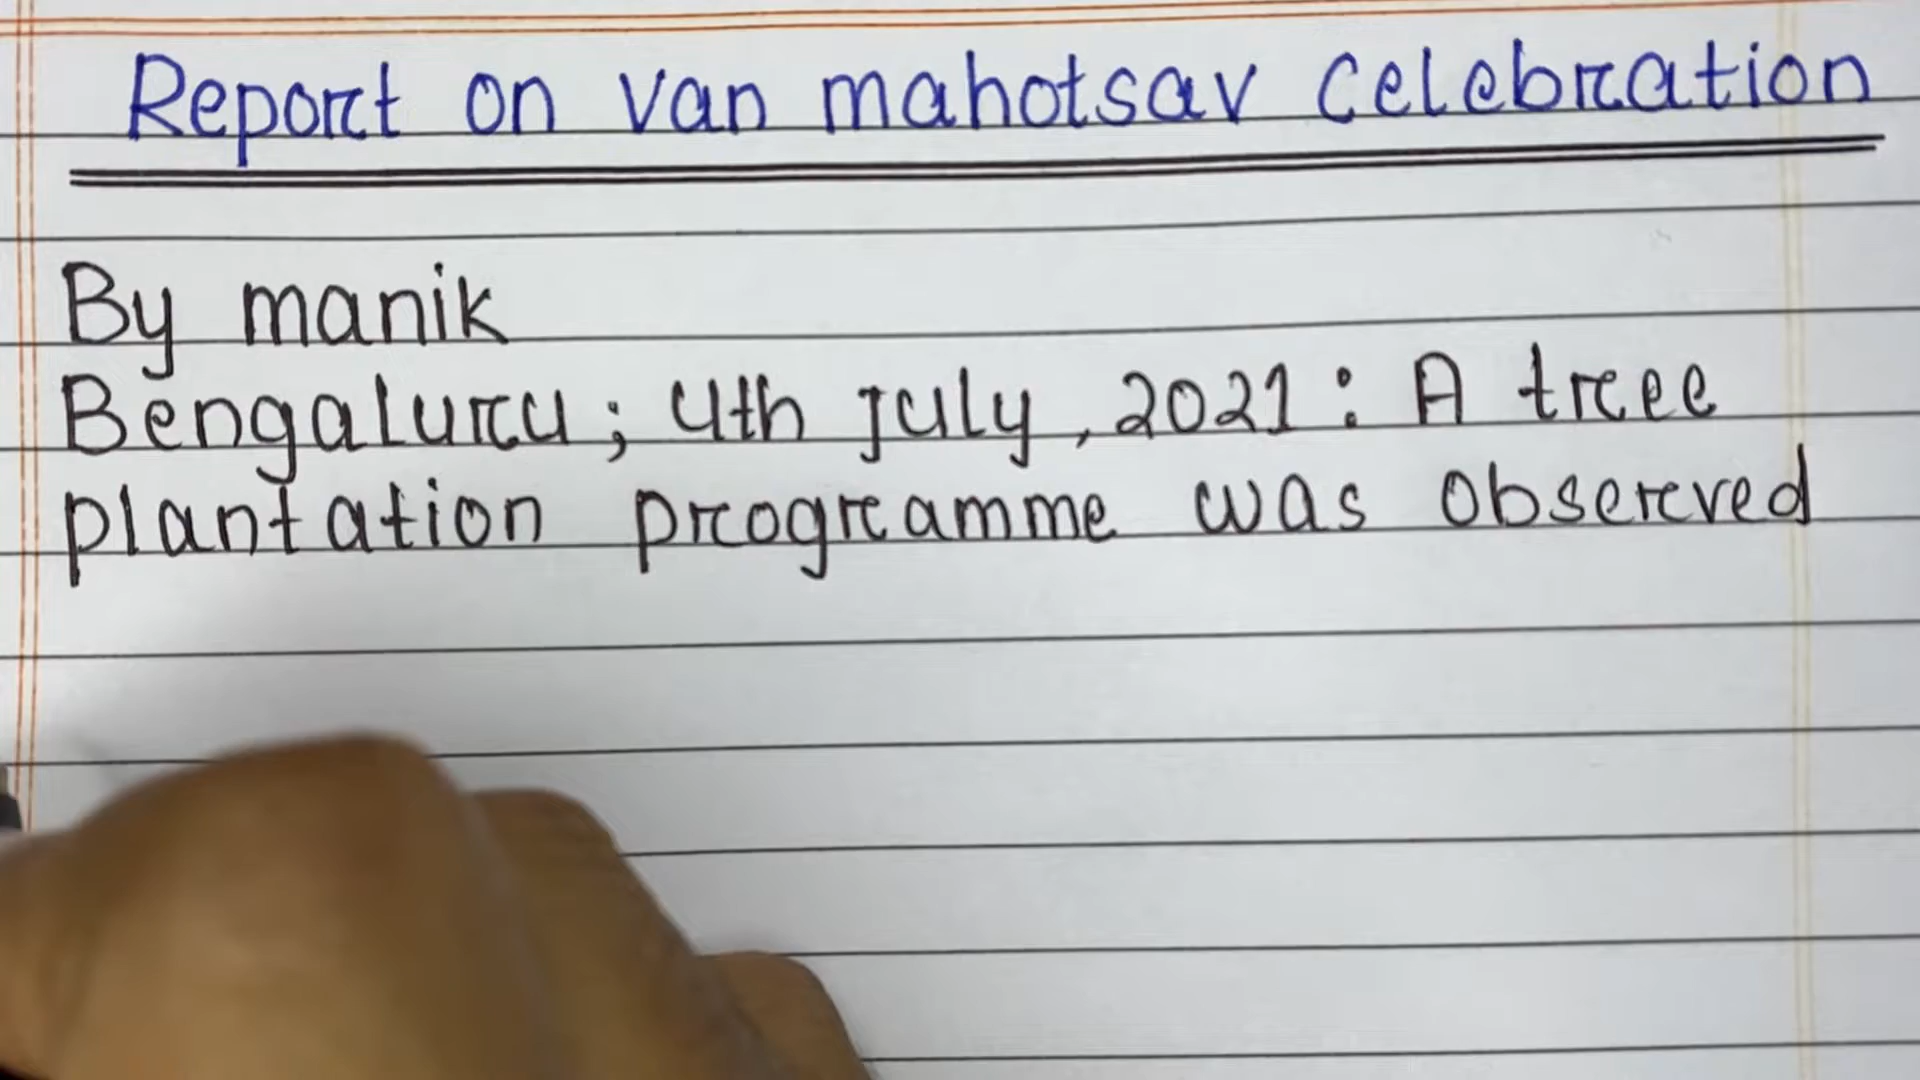 Report on van mahotsav celebration
By manik
Bengaluru; 4th july, 2021: A tree
plantation programme was observed